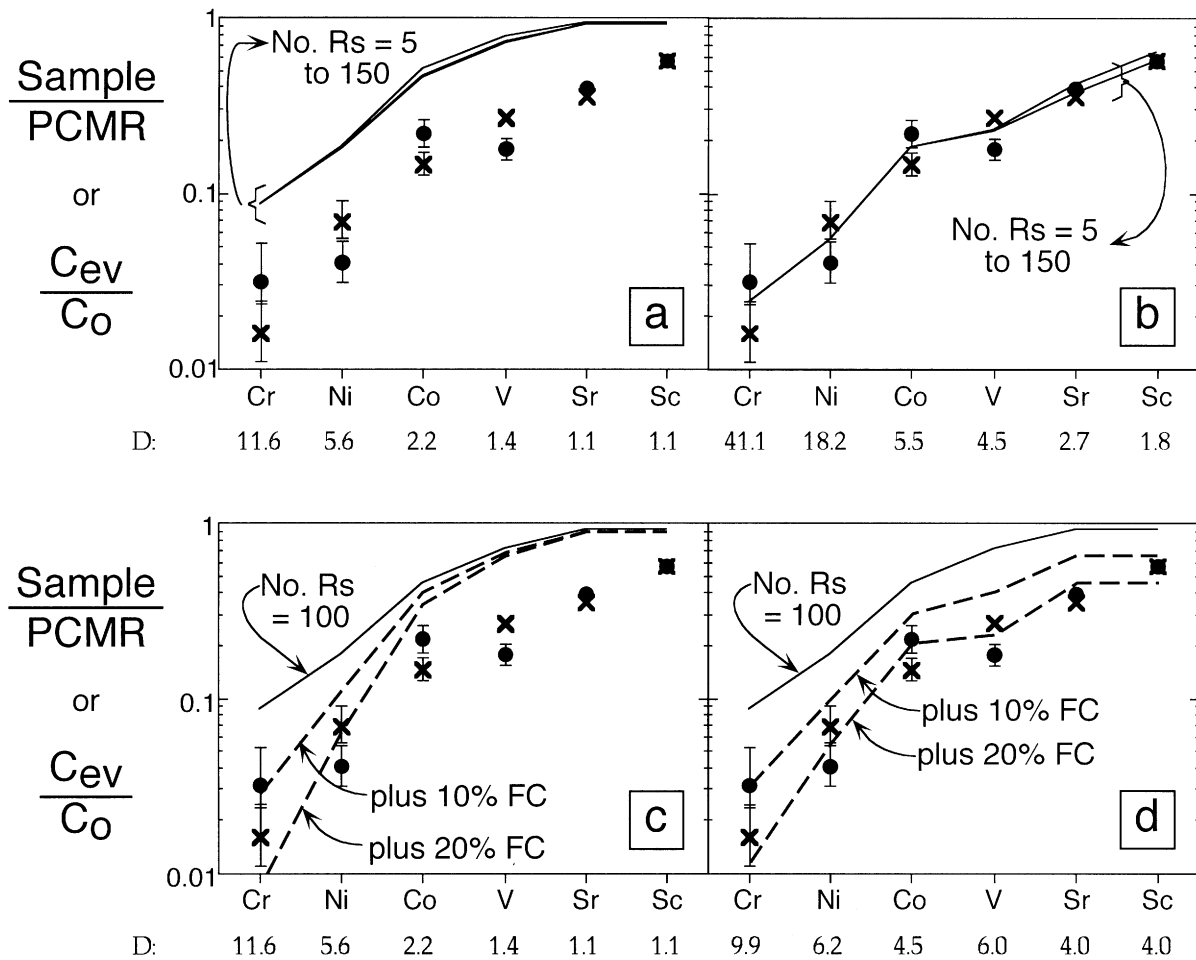 Sample
PCMR
or
Cev
Co
1
0.1
0.01
No. Rs = 5
to 150
a
Cr Ni Co V Sr Sc
D: 11.6 5.6 2.2 1.4 1.1 1.1
No. Rs = 5
to 150
b
Cr Ni Co V Sr Sc
41.1 18.2 5.5 4.5 2.7 1.8
Sample
PCMR
or
Cev
Co
1
0.1
0.01
No. Rs
= 100
plus 10% FC
plus 20% FC
c
Cr Ni Co V Sr Sc
D: 11.6 5.6 2.2 1.4 1.1 1.1
No. Rs
= 100
plus 10% FC
plus 20% FC
d
Cr Ni Co V Sr Sc
9.9 6.2 4.5 6.0 4.0 4.0